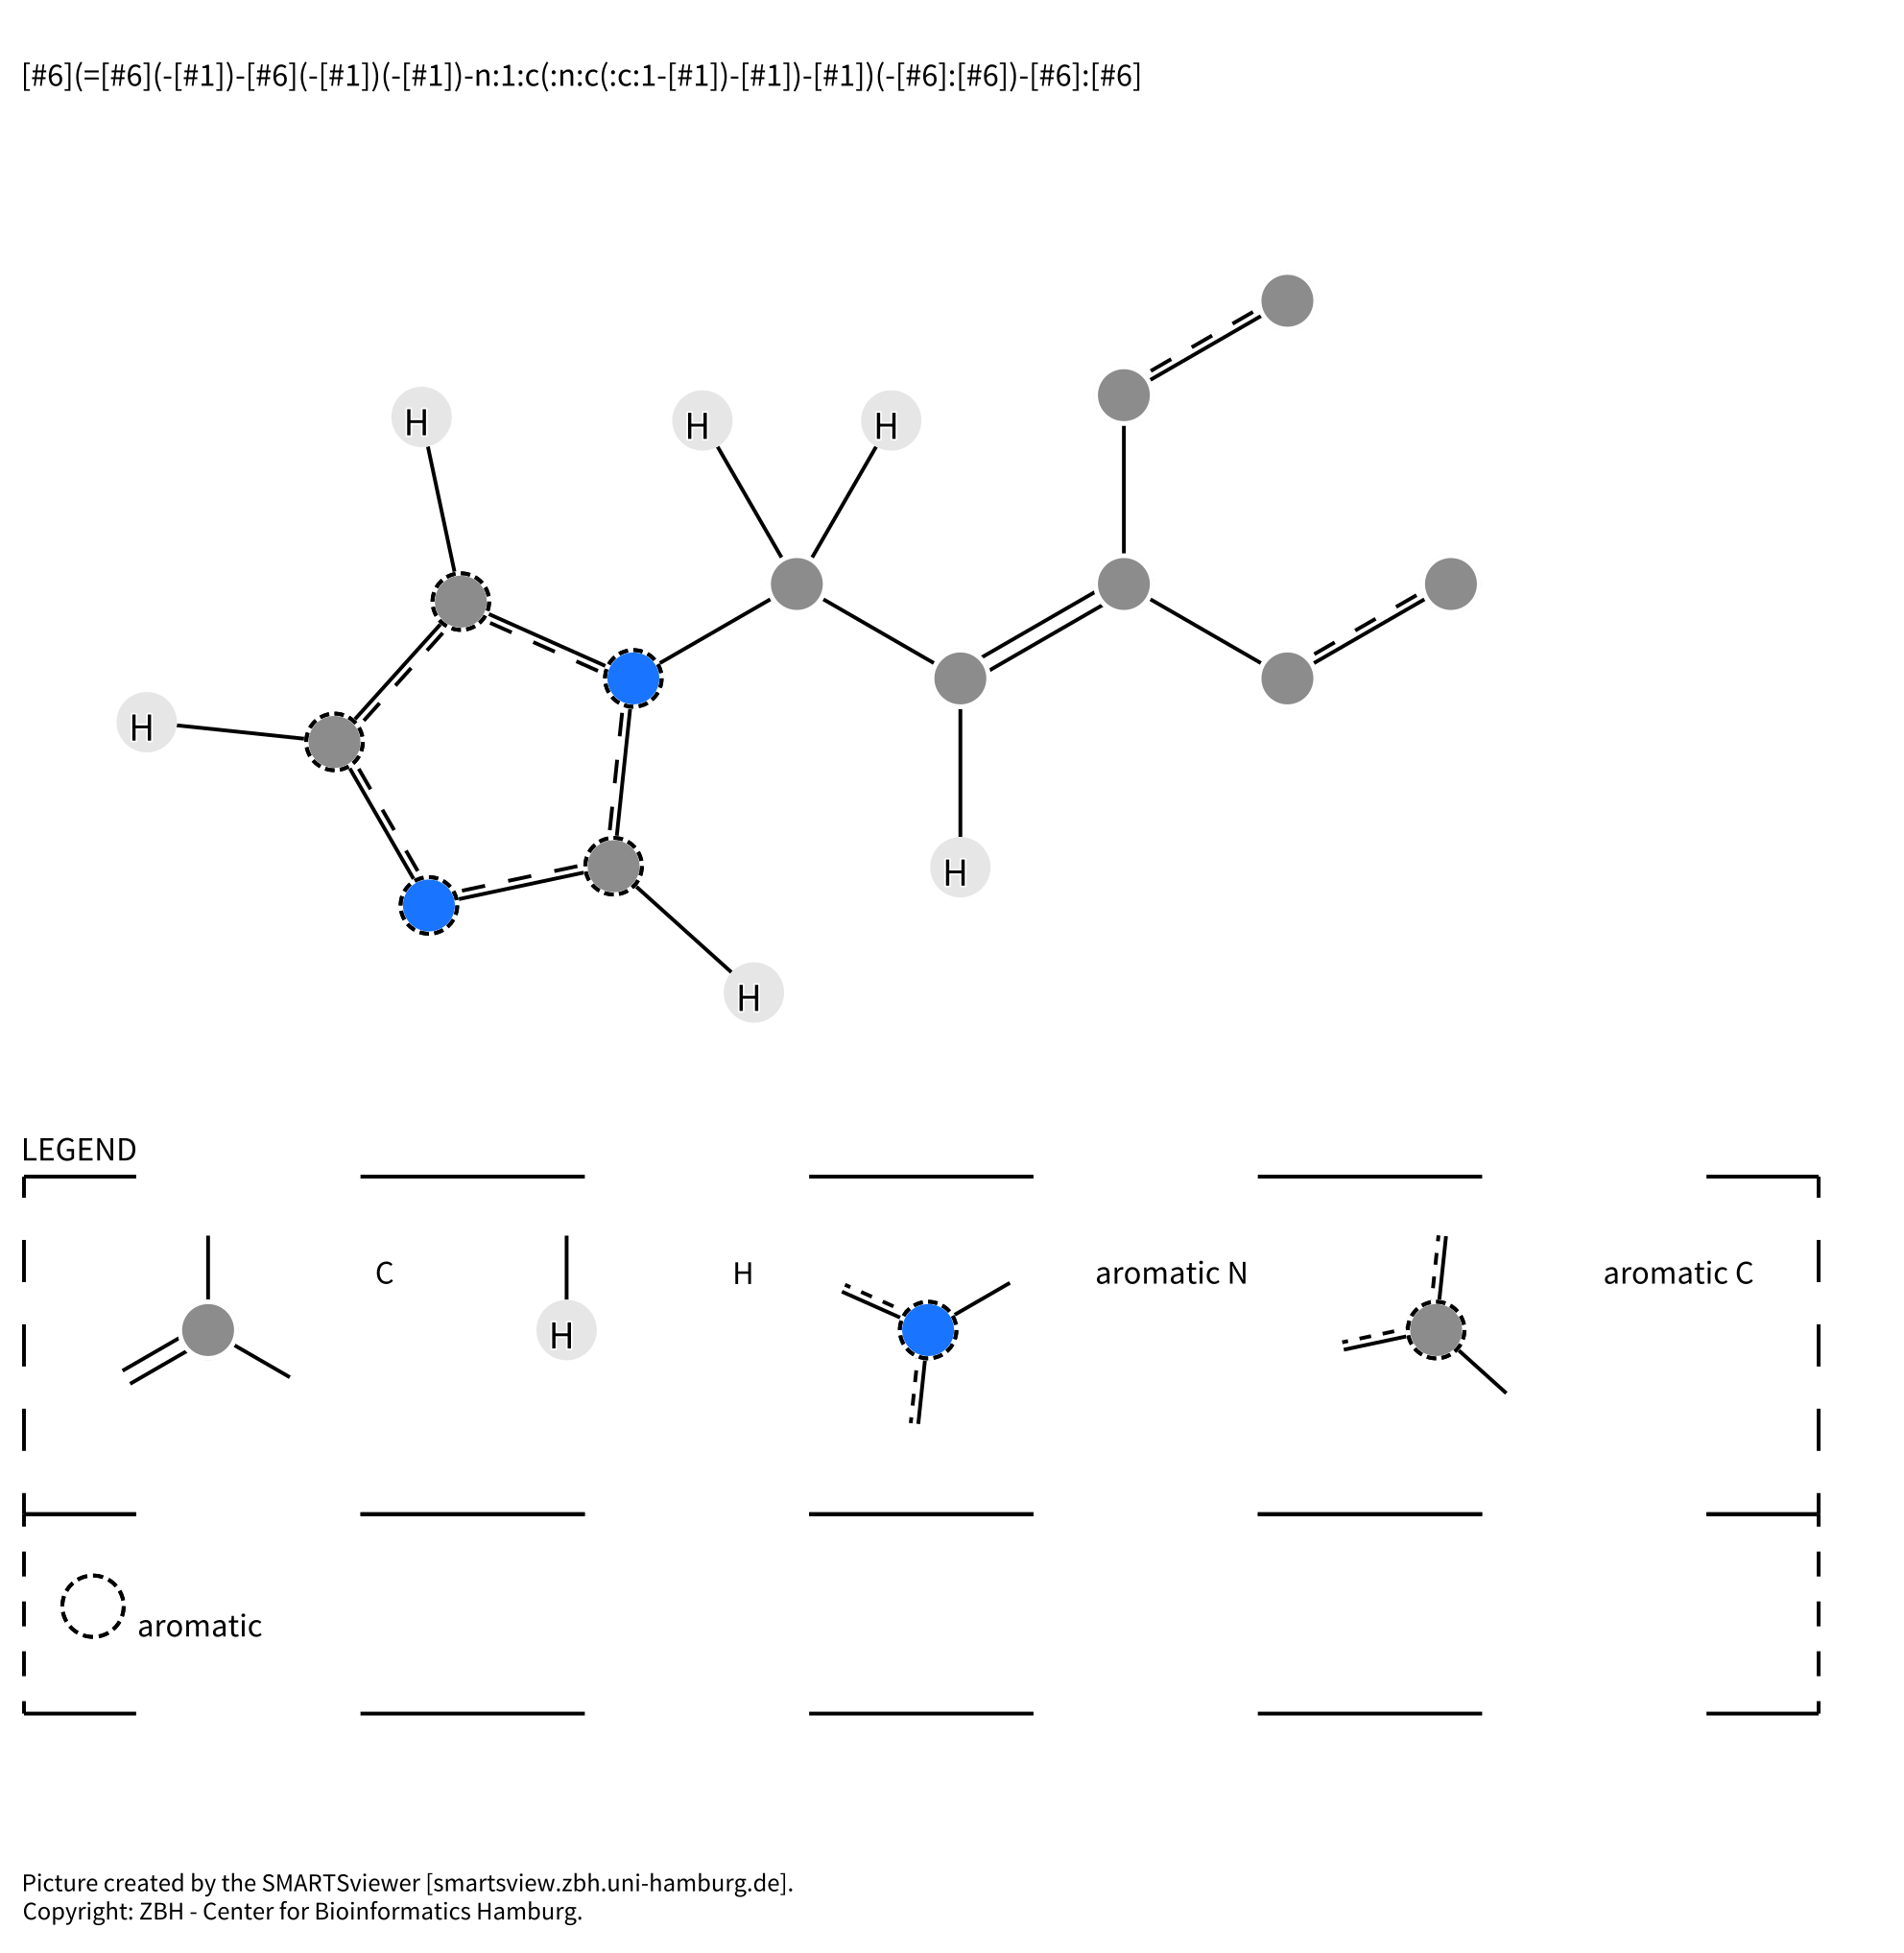 [#6](=[#6](-[#1])-[#6](-[#1])(-[#1])-n:1:c(:n:c(:c:1-[#1])-[#1])-[#1])(-[#6]:[#6])-[#6]:[#6]
H
H
H
H
H
H
LEGEND
C
H
H
aromatic N
aromatic C
aromatic
Picture created by the SMARTSviewer [smartsview.zbh.uni-hamburg.de].
Copyright: ZBH - Center for Bioinformatics Hamburg.